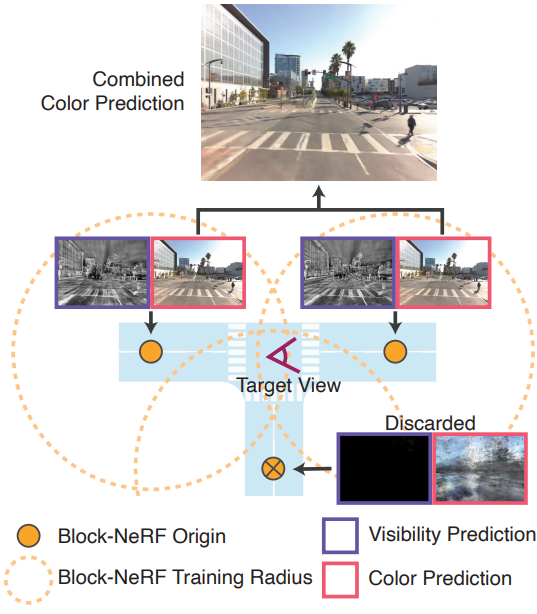 Combined
Color Prediction
Target View
Discarded
Block-NeRF Origin
Visibility Prediction
Block-NeRF Training Radius
Color Prediction